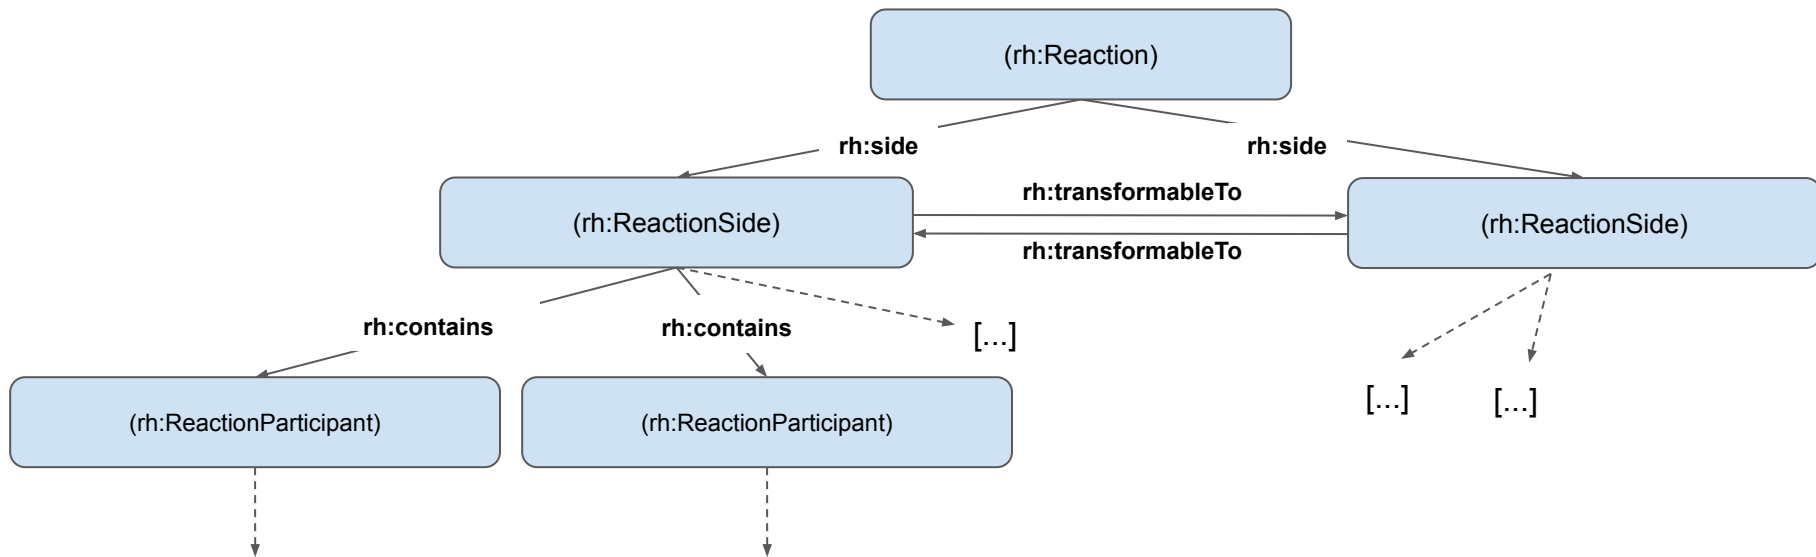 (rh:Reaction)
rh:side
rh:side
(rh:ReactionSide)
rh:transformableTo
rh:transformableTo
(rh:ReactionSide)
rh:contains
rh:contains
[...]
[...]
[...]
(rh:ReactionParticipant)
(rh:ReactionParticipant)